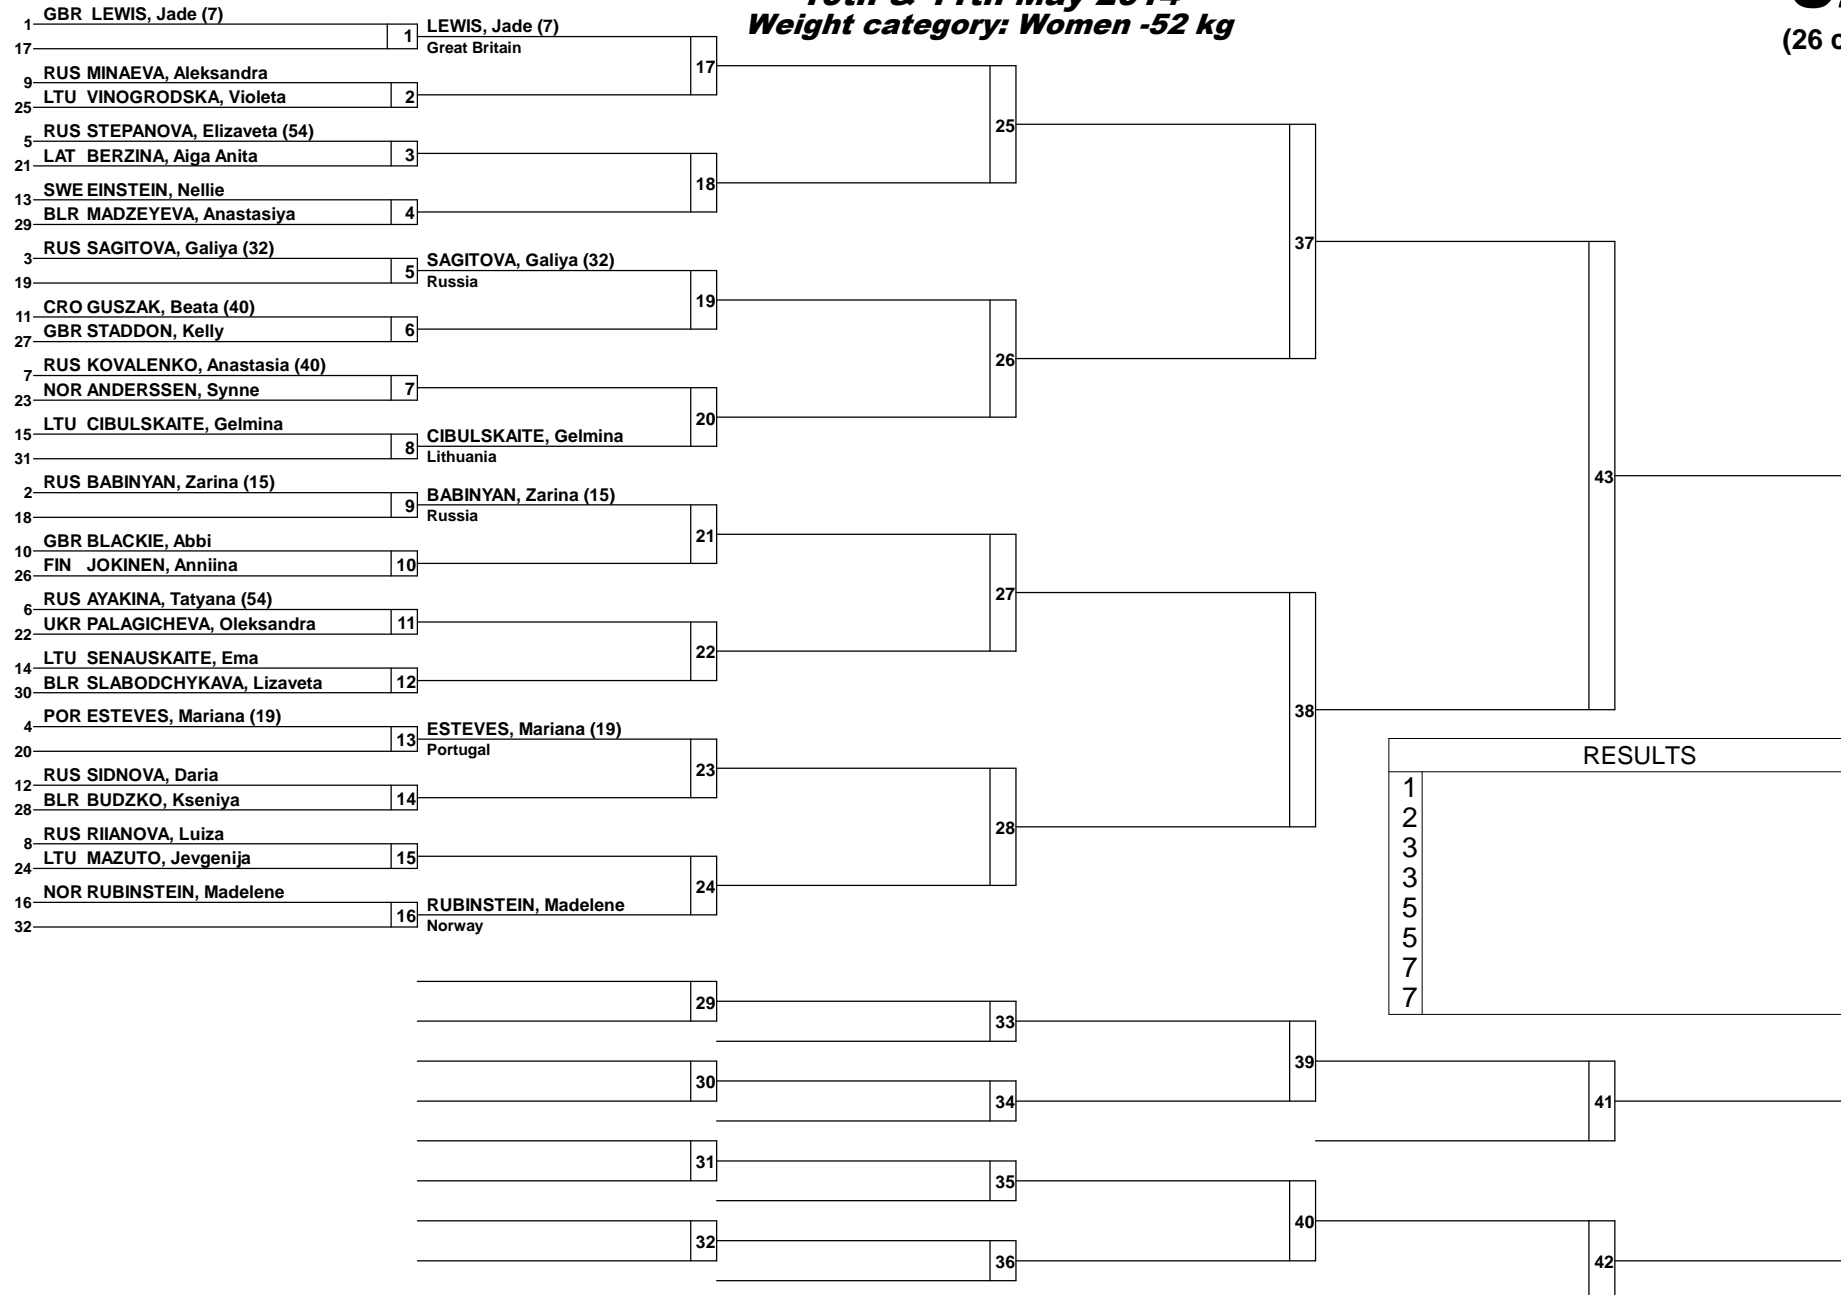 Weight category: Women -52 kg
1 GBR LEWIS, Jade (7)
17
1 LEWIS, Jade (7)
Great Britain
9 RUS MINAEVA, Aleksandra
25 LTU VINOGRODSKA, Violeta
2
17
5 RUS STEPANOVA, Elizaveta (54)
21 LAT BERZINA, Aiga Anita
3
13 SWE EINSTEIN, Nellie
29 BLR MADZEYEVA, Anastasiya
4
18
25
3 RUS SAGITOVA, Galiya (32)
19
5 SAGITOVA, Galiya (32)
Russia
11 CRO GUSZAK, Beata (40)
27 GBR STADDON, Kelly
6
19
7 RUS KOVALENKO, Anastasia (40)
23 NOR ANDERSSEN, Synne
7
15 LTU CIBULSKAITE, Gelmina
31
8 CIBULSKAITE, Gelmina
Lithuania
20
26
37
2 RUS BABINYAN, Zarina (15)
18
9 BABINYAN, Zarina (15)
Russia
10 GBR BLACKIE, Abbi
26 FIN JOKINEN, Anniina
10
21
6 RUS AYAKINA, Tatyana (54)
22 UKR PALAGICHEVA, Oleksandra
11
14 LTU SENAUSKAITE, Ema
30 BLR SLABODCHYKAVA, Lizaveta
12
22
27
4 POR ESTEVES, Mariana (19)
20
13 ESTEVES, Mariana (19)
Portugal
12 RUS SIDNOVA, Daria
28 BLR BUDZKO, Kseniya
14
23
8 RUS RIIANOVA, Luiza
24 LTU MAZUTO, Jevgenija
15
16 NOR RUBINSTEIN, Madelene
32
16 RUBINSTEIN, Madelene
Norway
24
28
38
43
RESULTS
1
2
3
3
5
5
7
7
29
30
31
32
33
34
35
36
39
40
41
42